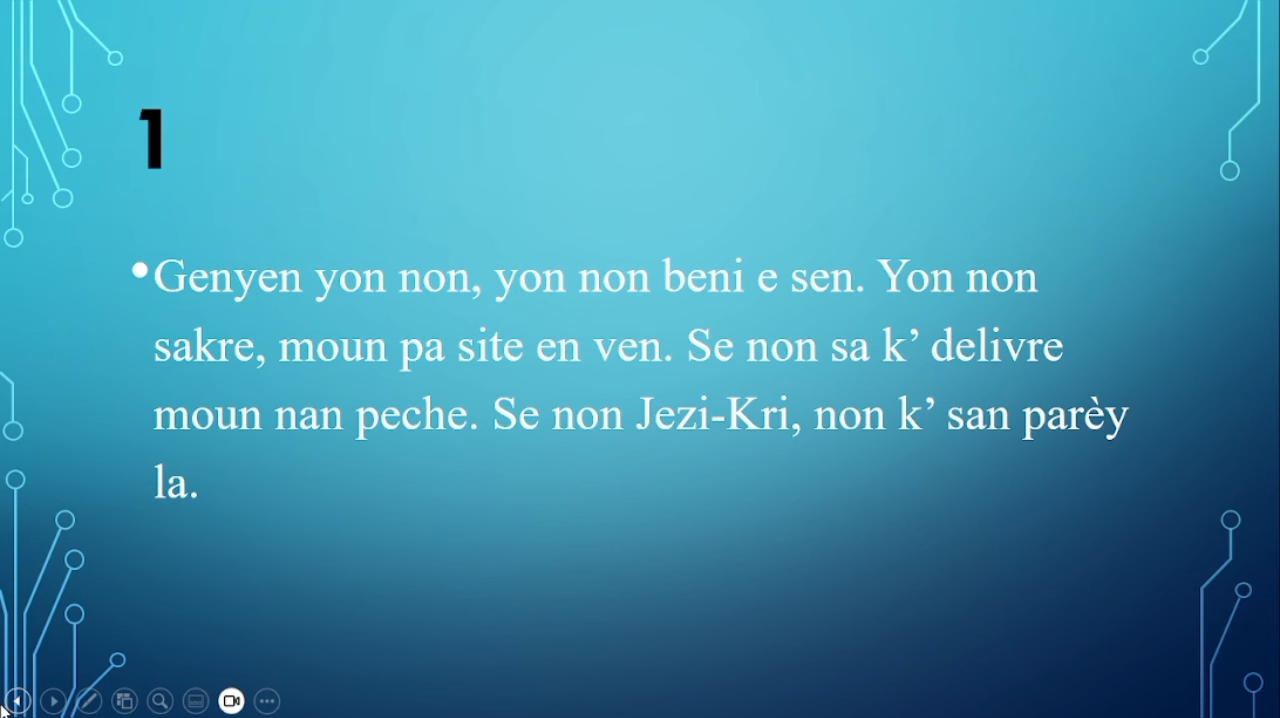 1
•Genyen yon non, yon non beni e sen. Yon non
sakre, moun pa site en ven. Se non sa k’ delivre
moun nan peche. Se non Jezi-Kri, non k’ san parèy
la.